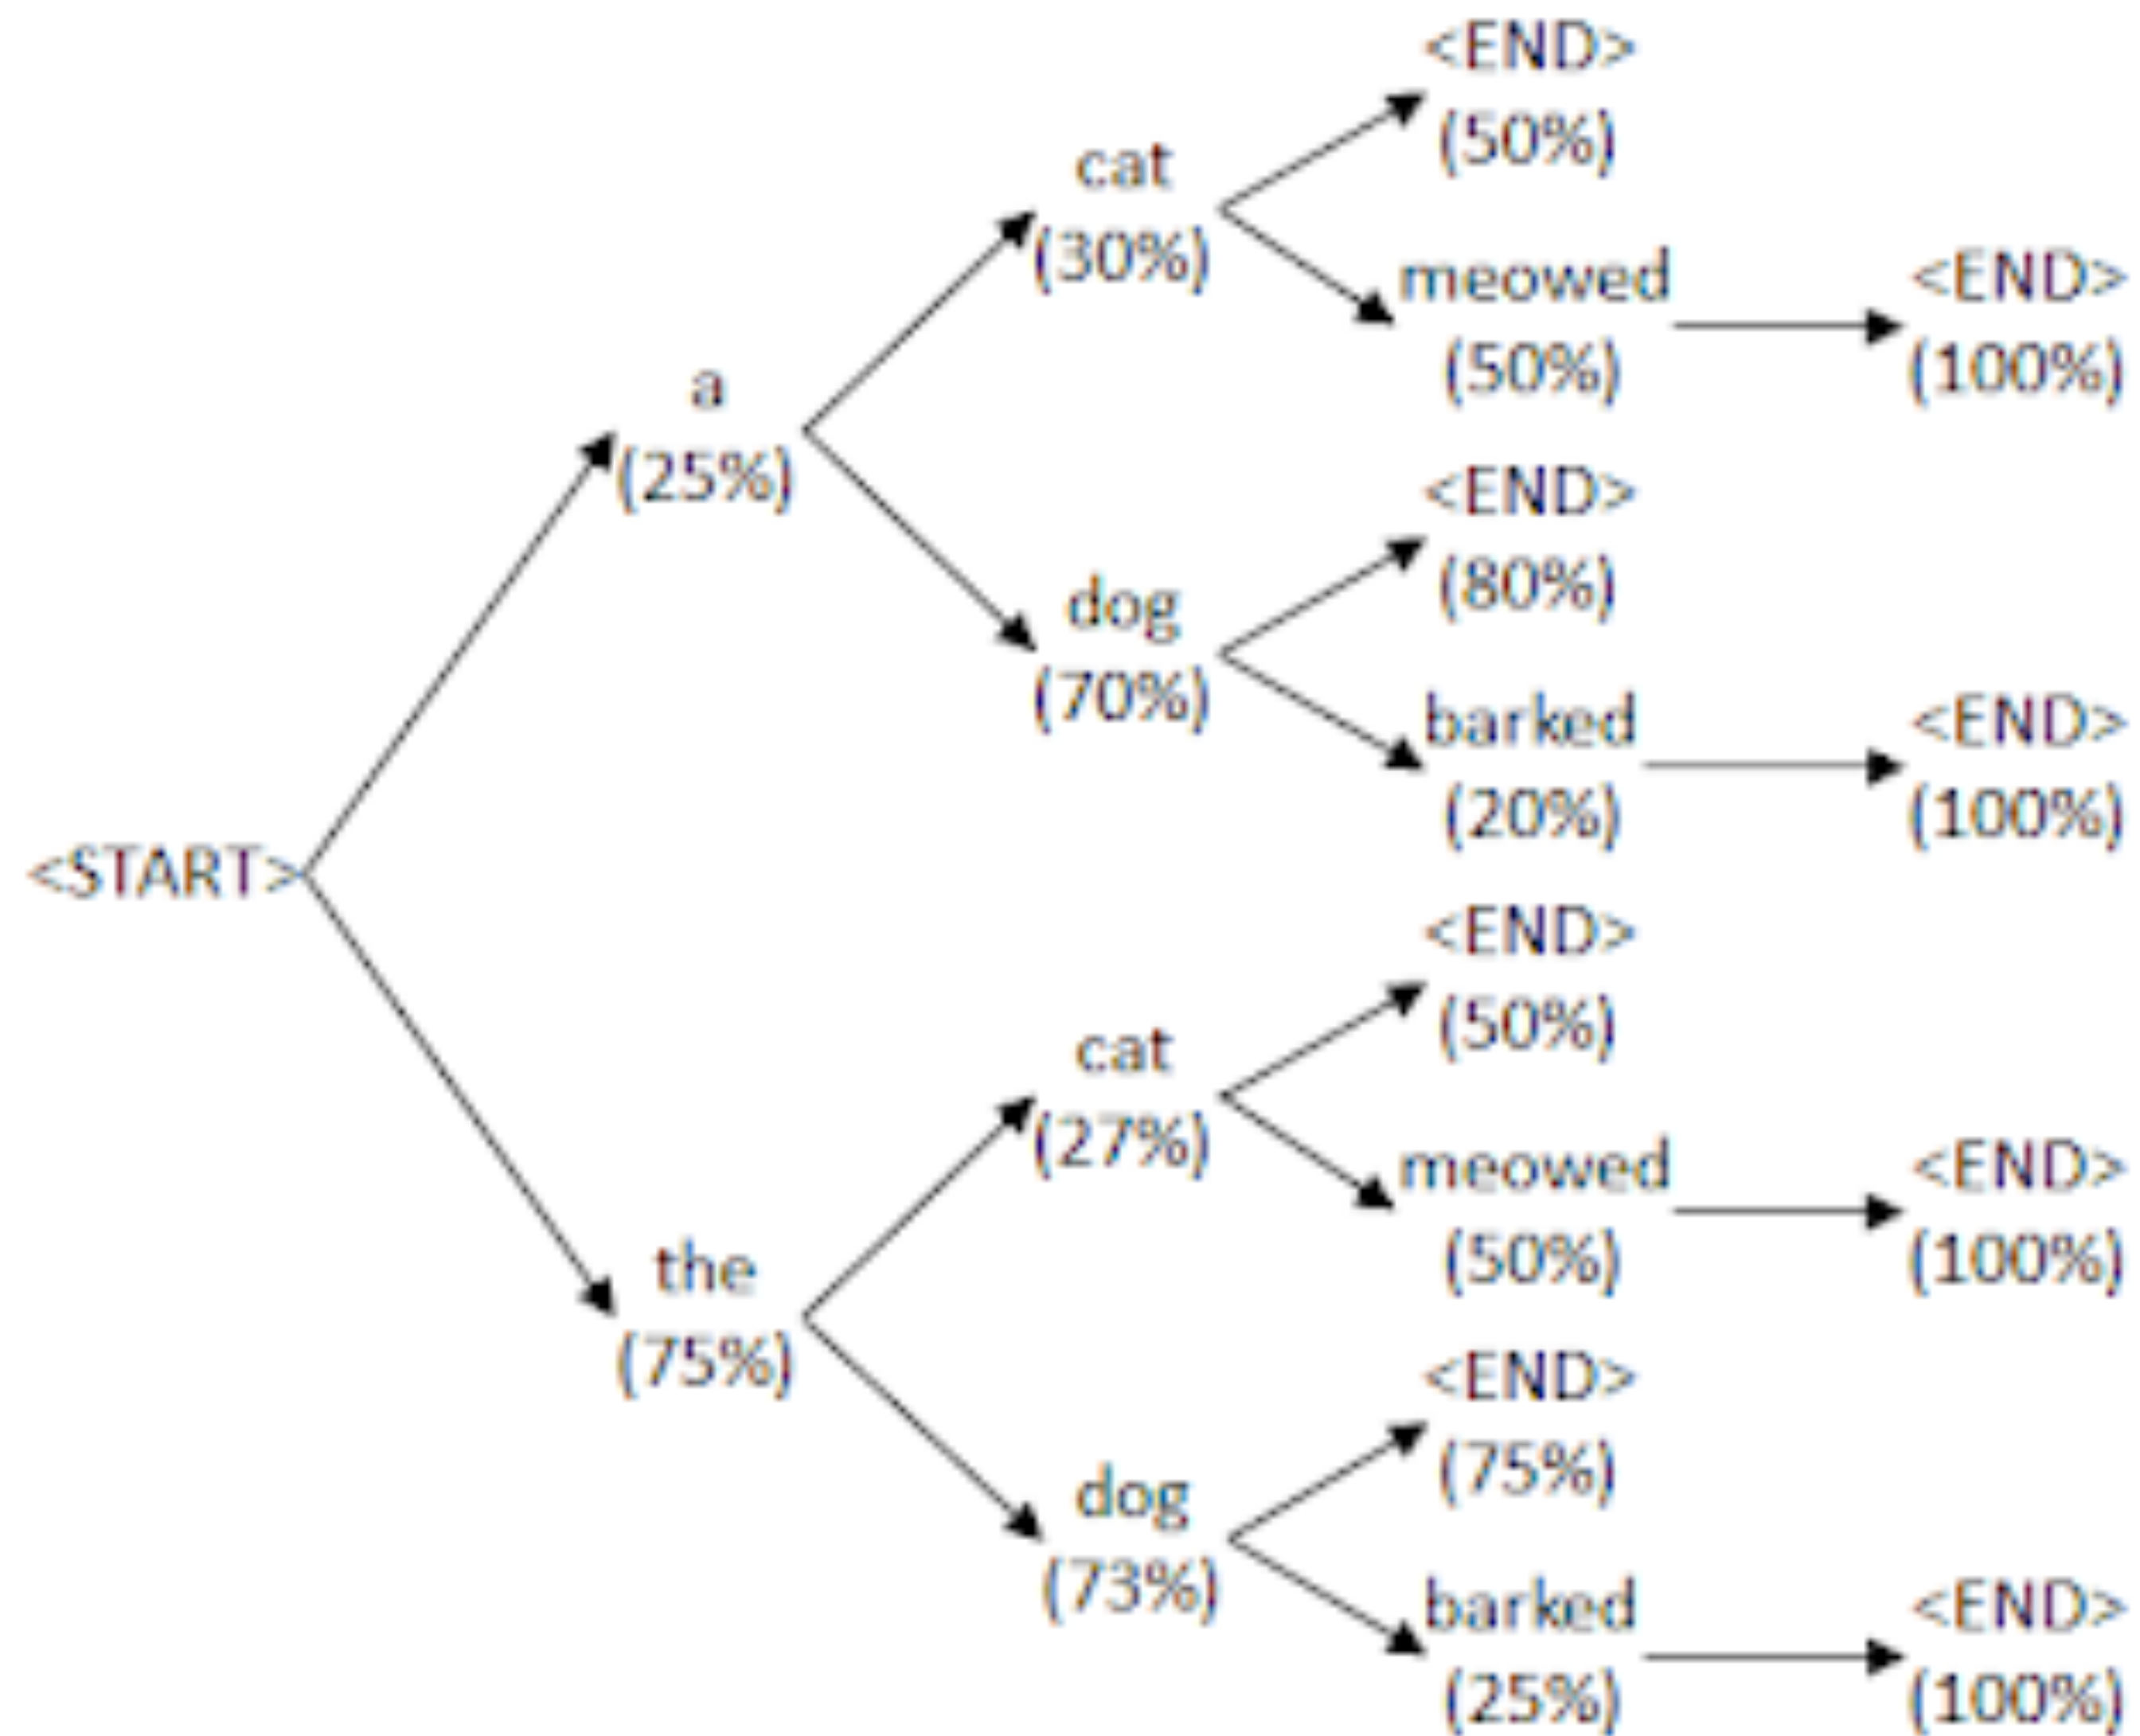 <END>
(50%)
cat
(30%)
meowed
(50%)
<END>
(100%)
a
(25%)
<END>
(80%)
dog
(70%)
barked
(20%)
<END>
(100%)
<START>
<END>
(50%)
cat
(27%)
meowed
(50%)
<END>
(100%)
the
(75%)
<END>
(75%)
dog
(73%)
barked
(25%)
<END>
(100%)